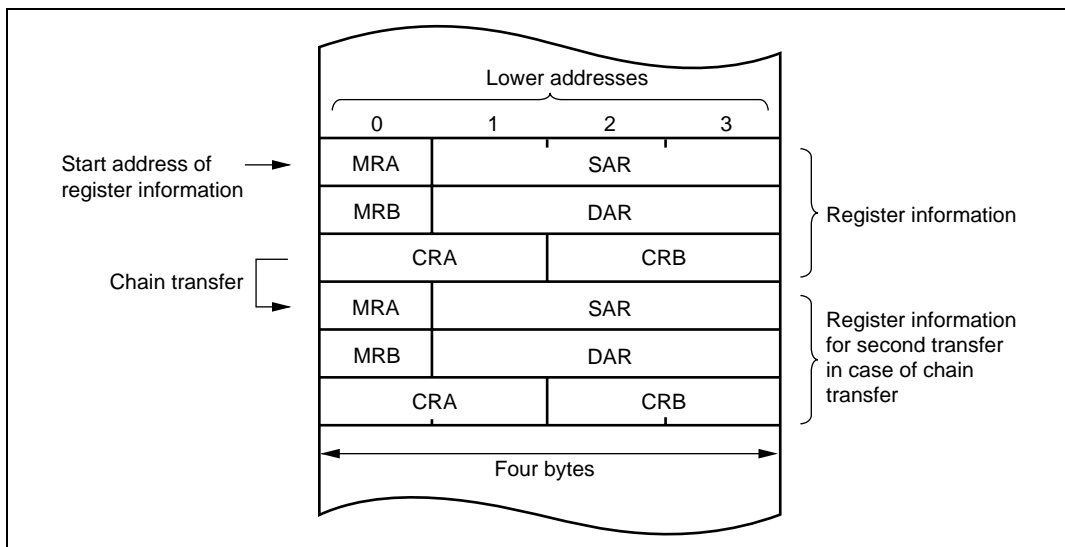 Lower addresses
0 1 2 3
Start address of
register information
MRA SAR
MRB DAR
CRA CRB
Register information
Chain transfer
MRA SAR
MRB DAR
CRA CRB
Register information
for second transfer
in case of chain
transfer
Four bytes